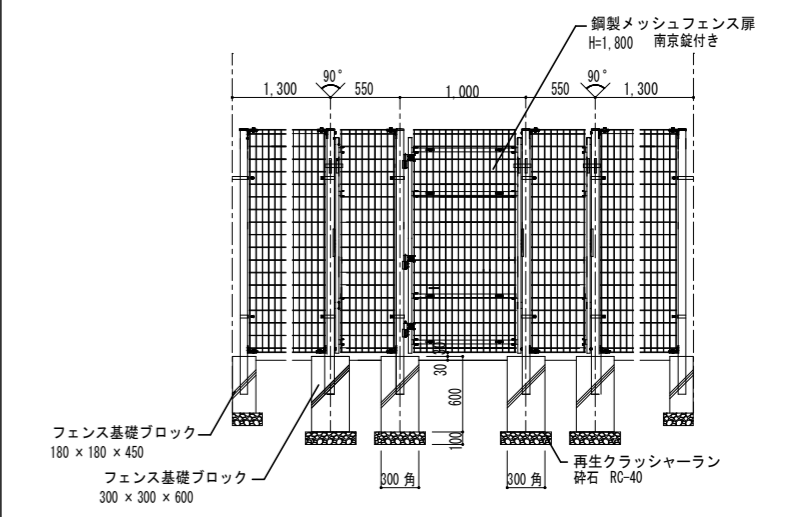 鋼製メッシュフェンス扉
H=1,800 南京錠付き
90°
90°
1,300
550
1,000
550
1,300
30
600
100
フェンス基礎ブロック
180 × 180 × 450
フェンス基礎ブロック
300 × 300 × 600
300 角
300 角
再生クラッシャーラン
砕石 RC-40